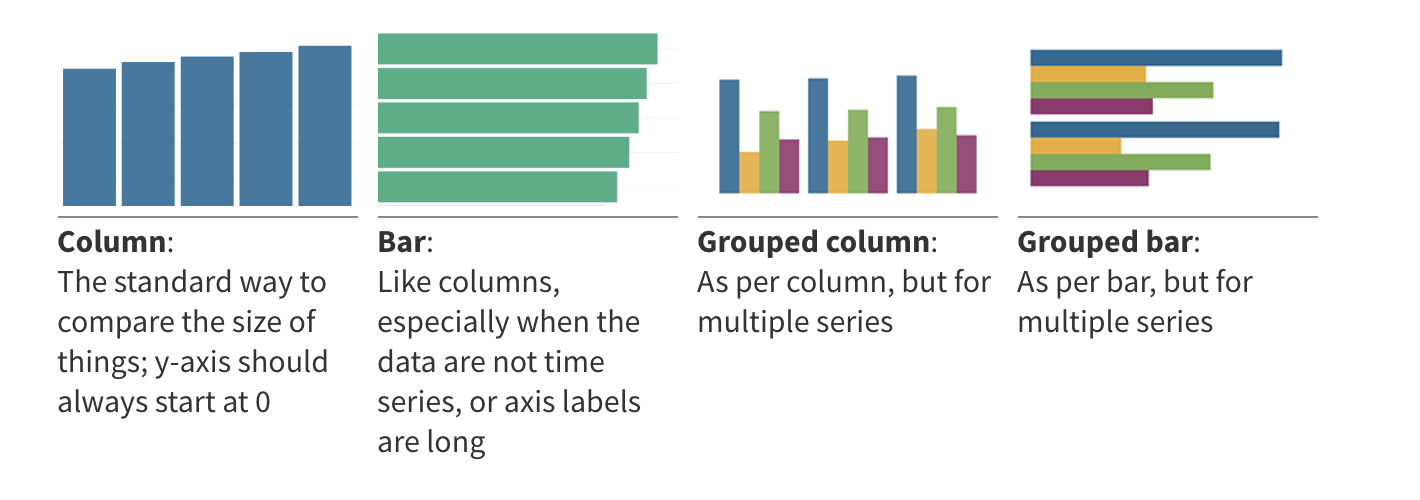 Column:
The standard way to
compare the size of
things; y-axis should
always start at 0
Bar:
Like columns,
especially when the
data are not time
series, or axis labels
are long
Grouped column:
As per column, but for
multiple series
Grouped bar:
As per bar, but for
multiple series